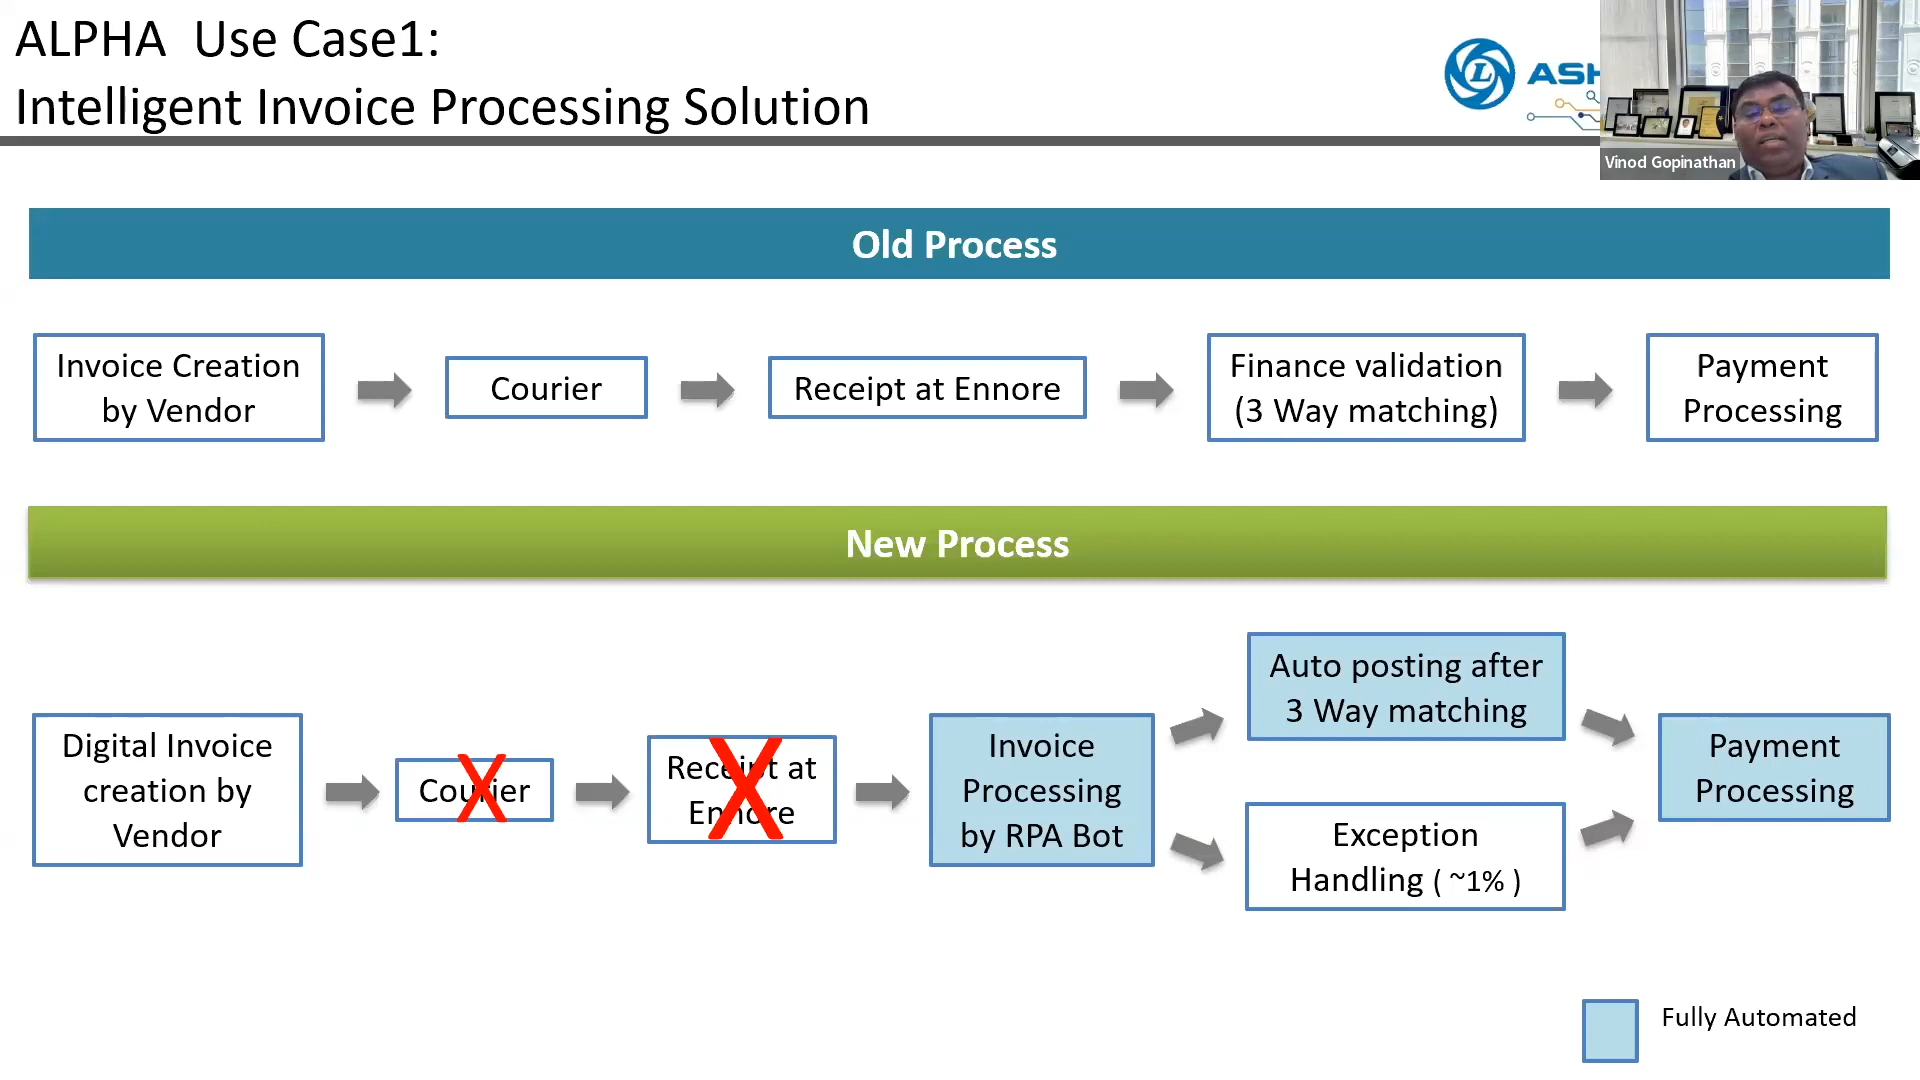 ALPHA Use Case1:
Intelligent Invoice Processing Solution
L
ASH
Vinod Gopinathan
Old Process
Invoice Creation
by Vendor
Courier
Receipt at Ennore
Finance validation
(3 Way matching)
Payment
Processing
New Process
Digital Invoice
creation by
Vendor
Courier
X
Receipt at
Ennore
X
Invoice
Processing
by RPA Bot
Auto posting after
3 Way matching
Exception
Handling ( ~1% )
Payment
Processing
Fully Automated